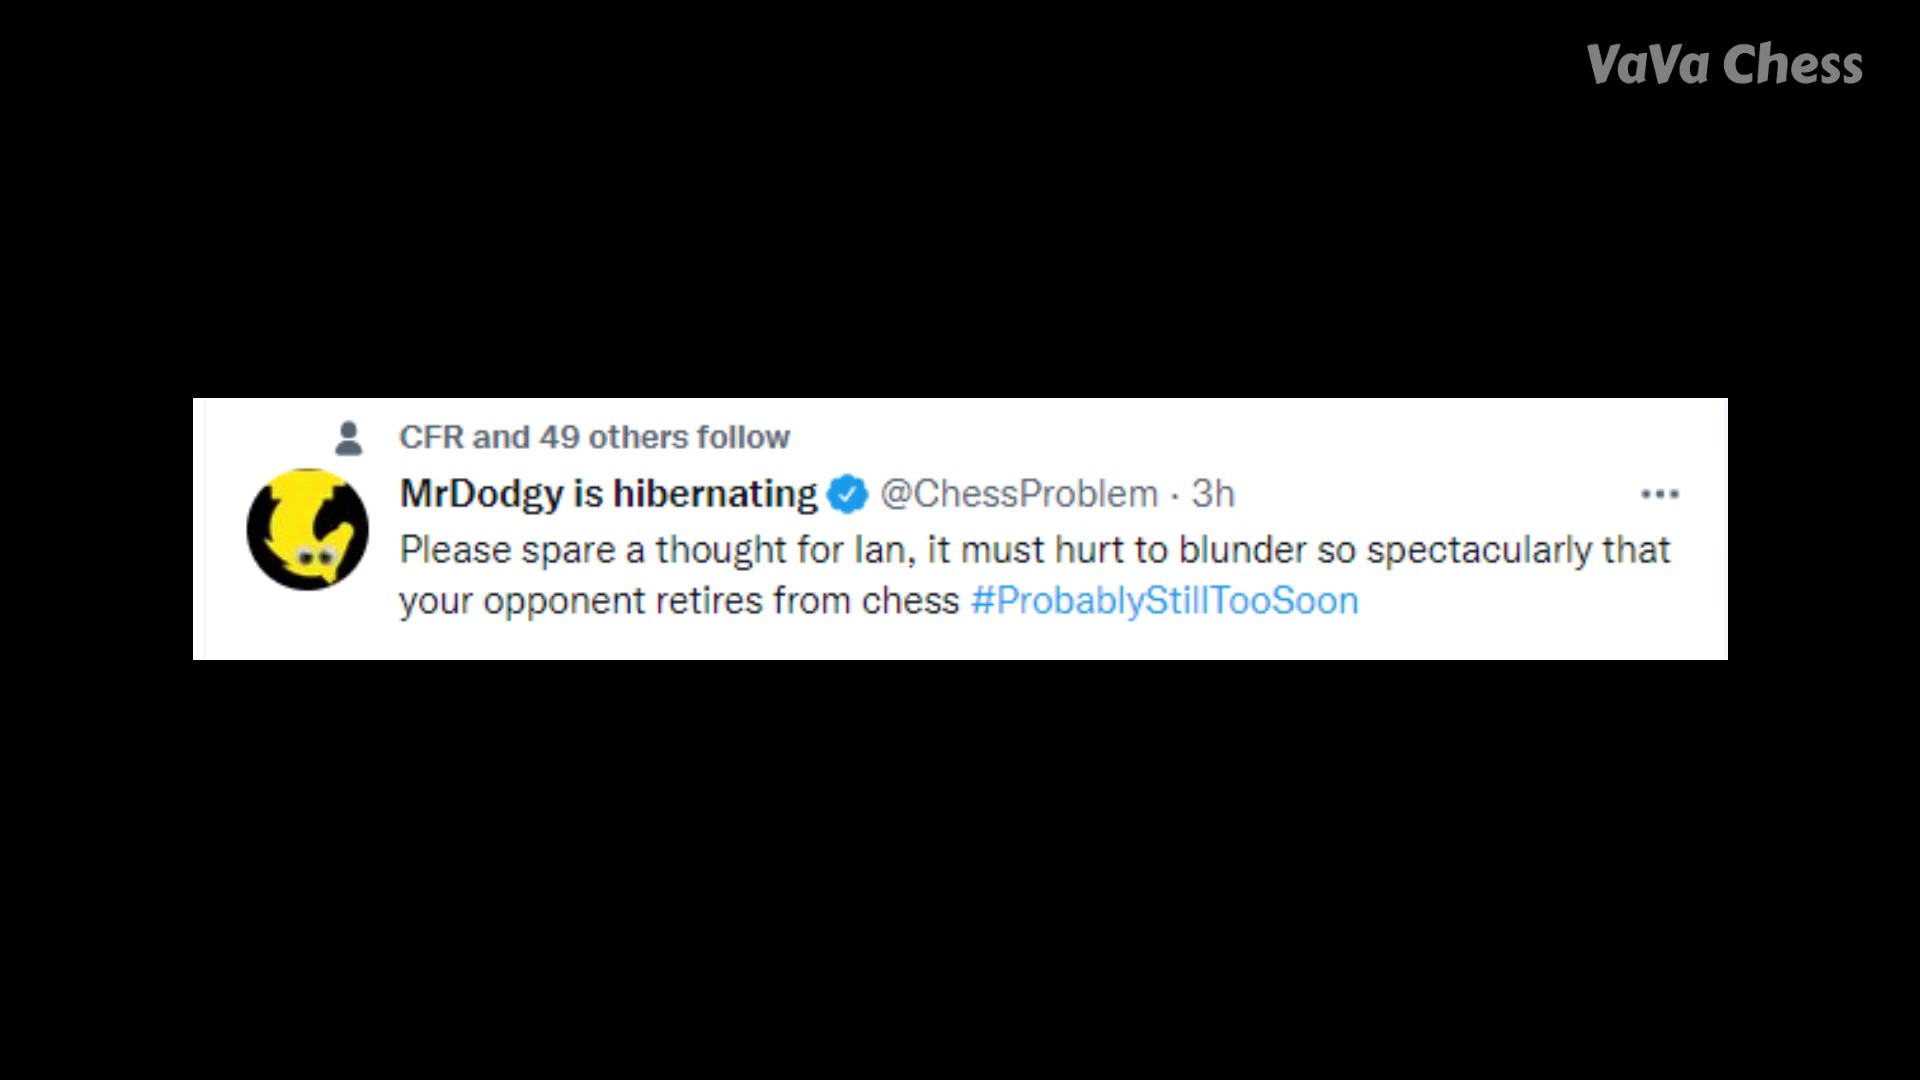 VaVa Chess
CFR and 49 others follow
MrDodgy is hibernating @ChessProblem · 3h
Please spare a thought for Ian, it must hurt to blunder so spectacularly that
your opponent retires from chess #ProbablyStillTooSoon